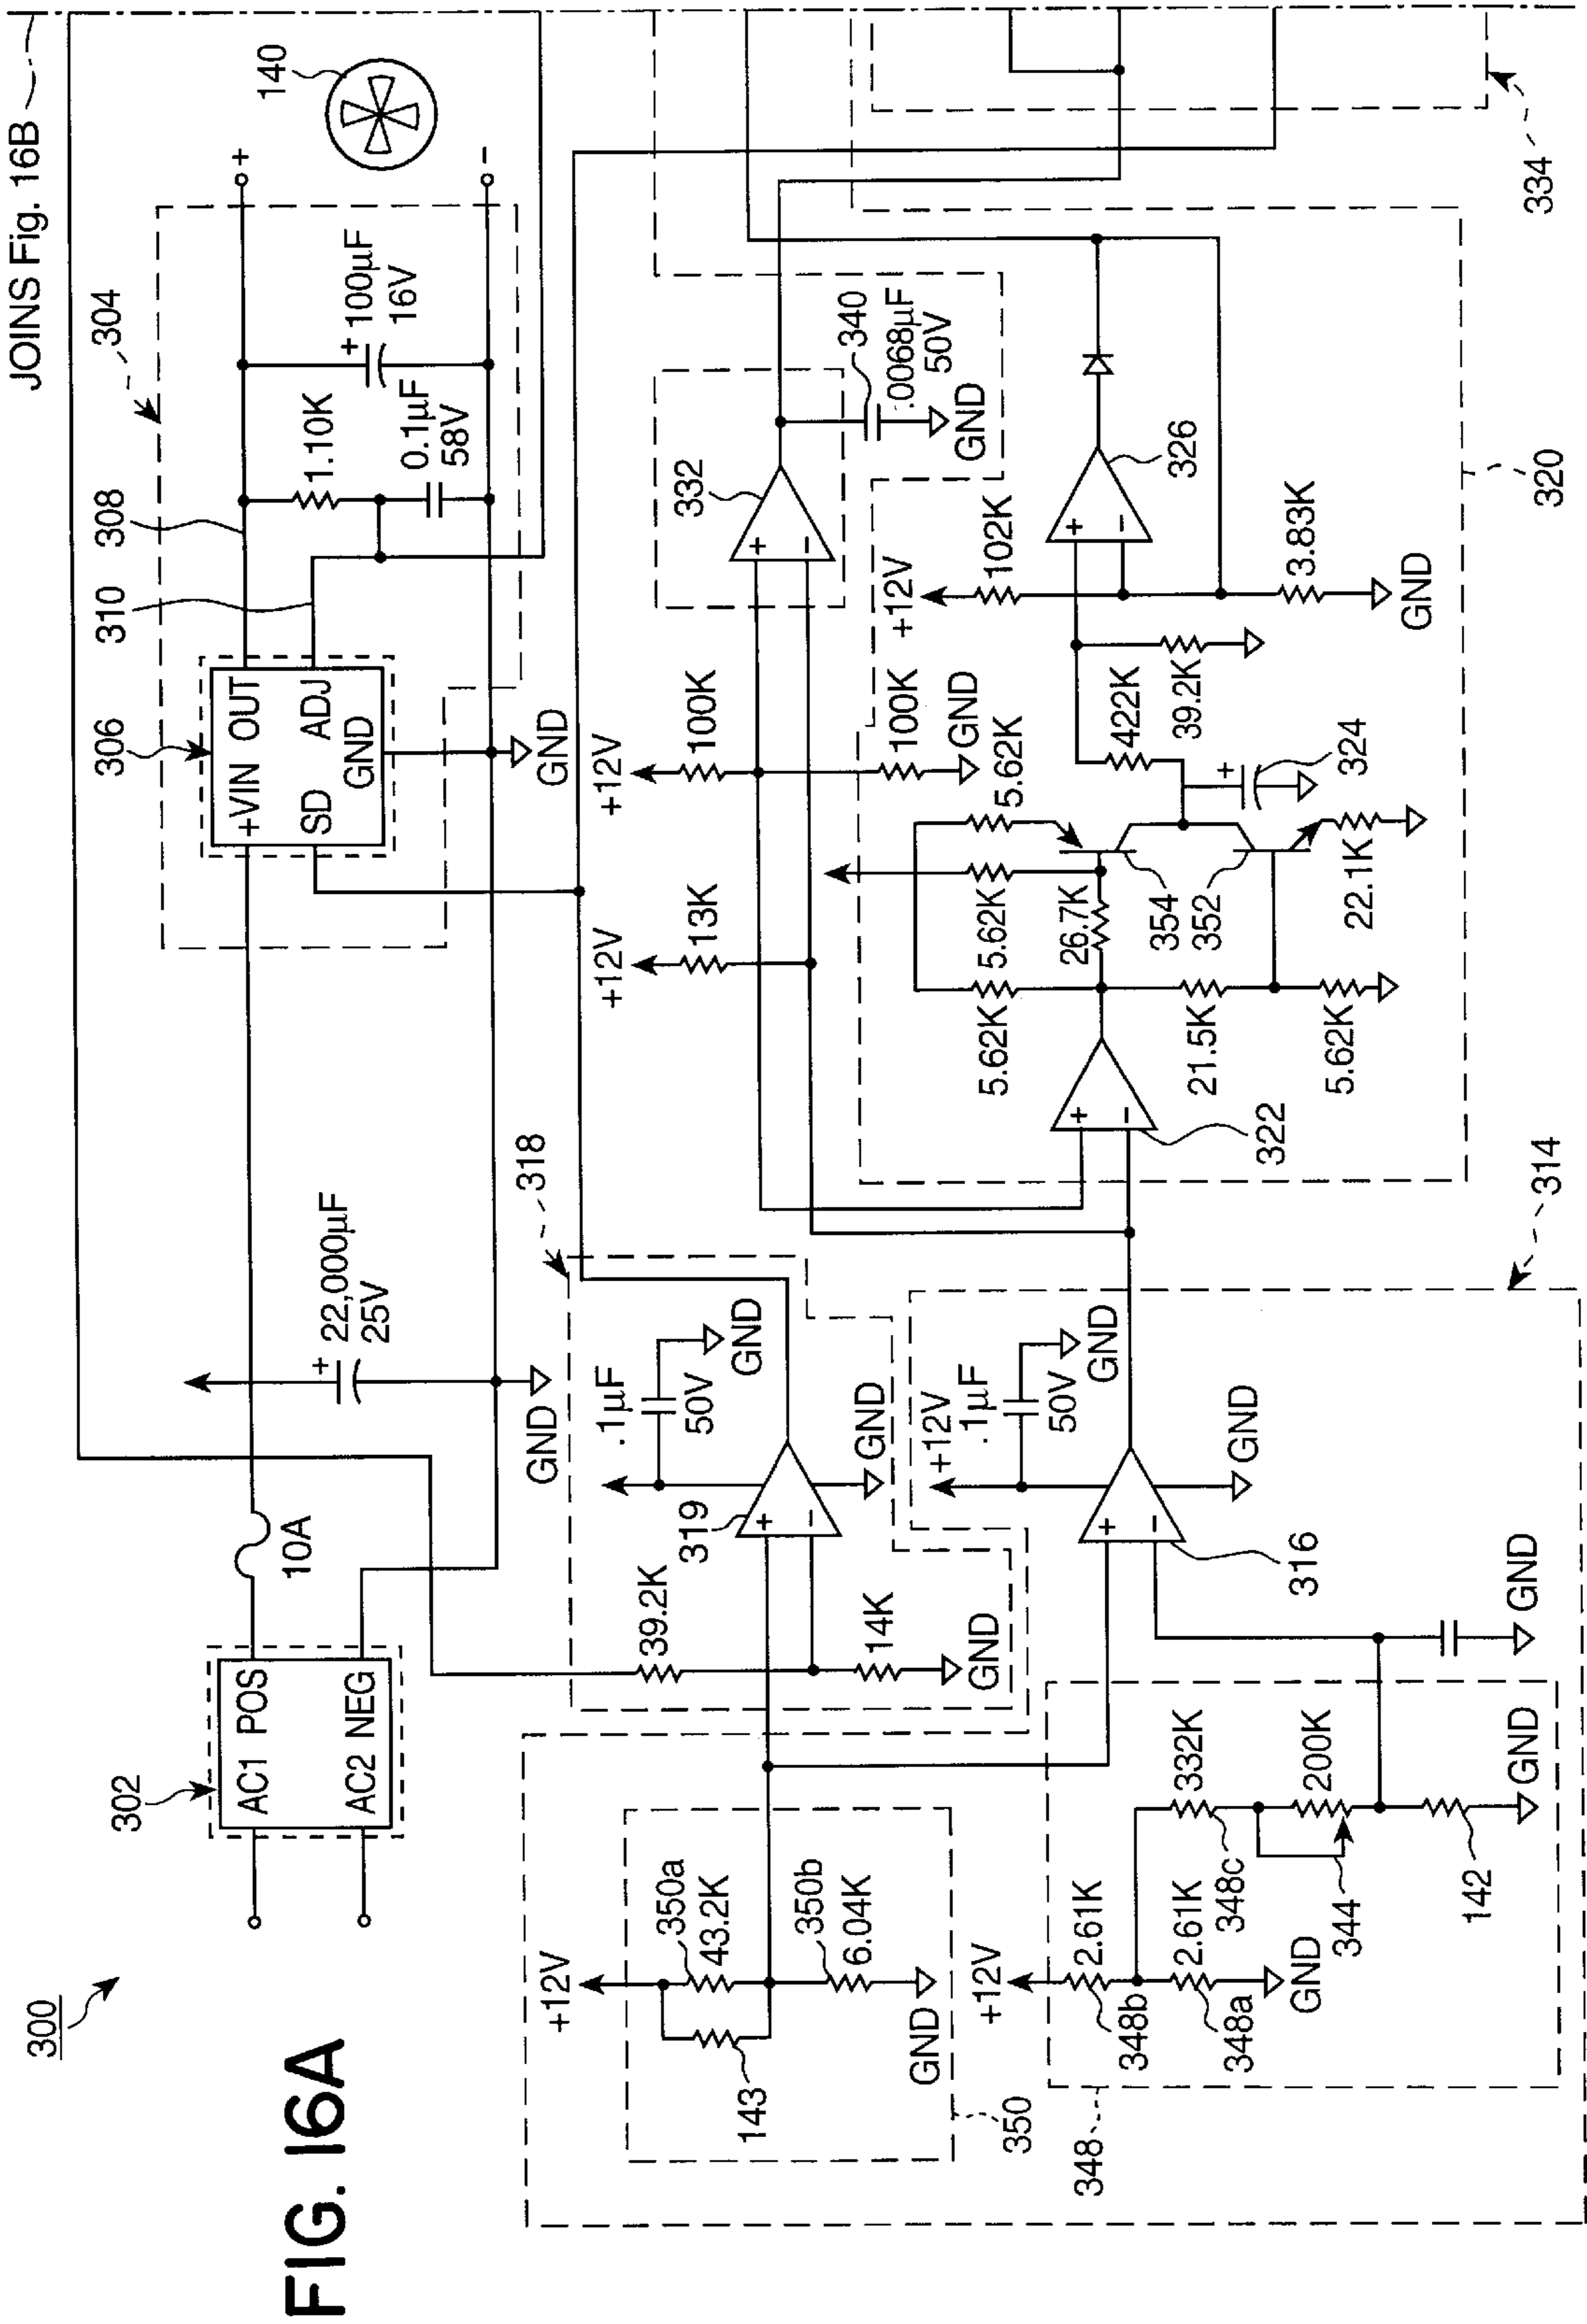 JOINS Fig. 16B
FIG. 16A
300
302
AC1 POS
AC2 NEG
10A
+
22,000µF
25V
GND
306
+VIN OUT
SD ADJ
GND
GND
310
308
304
1.10K
0.1µF
58V
+
100µF
16V
+
-
140
318
.1µF
50V
GND
319
+
-
GND
39.2K
14K
GND
+12V
13K
+12V
100K
100K
GND
332
+
-
340
.0068µF
50V
GND
334
+12V
350a
43.2K
350b
6.04K
GND
143
350
+12V
.1µF
50V
GND
+
-
GND
316
GND
314
322
+
-
5.62K
5.62K
5.62K
26.7K
21.5K
5.62K
354
352
22.1K
+
324
422K
39.2K
+12V
102K
+
-
326
3.83K
GND
320
+12V
2.61K
348b
2.61K
348a
GND
332K
348c
200K
344
142
GND
348